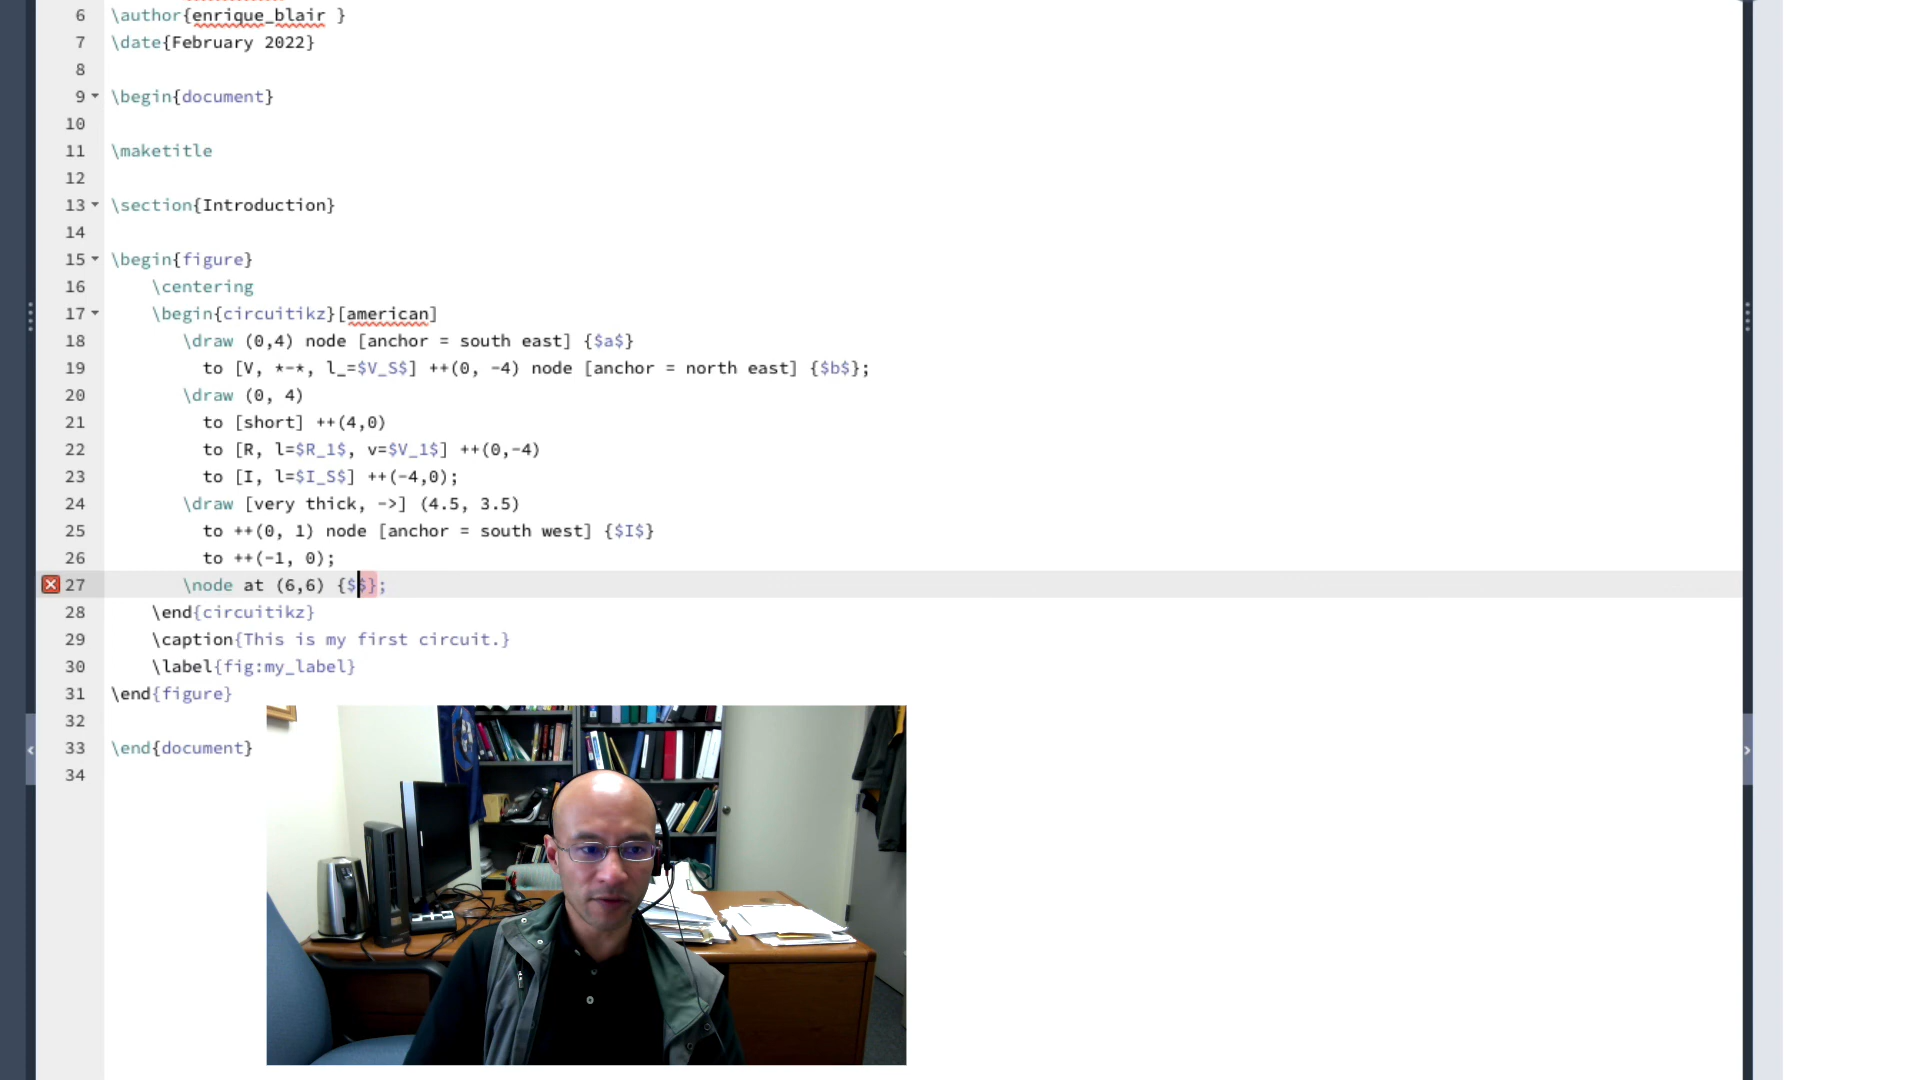 6 \author{enrique_blair }
7 \date{February 2022}
8
9 \begin{document}
10
11 \maketitle
12
13 \section{Introduction}
14
15 \begin{figure}
16 \centering
17 \begin{circuitikz}[american]
18 \draw (0,4) node [anchor = south east] {$a$}
19 to [V, *-*, l_=$V_S$] ++(0, -4) node [anchor = north east] {$b$};
20 \draw (0, 4)
21 to [short] ++(4,0)
22 to [R, l=$R_1$, v=$V_1$] ++(0,-4)
23 to [I, l=$I_S$] ++(-4,0);
24 \draw [very thick, ->] (4.5, 3.5)
25 to ++(0, 1) node [anchor = south west] {$I$}
26 to ++(-1, 0);
27 \node at (6,6) {$$};
28 \end{circuitikz}
29 \caption{This is my first circuit.}
30 \label{fig:my_label}
31 \end{figure}
32
33 \end{document}
34